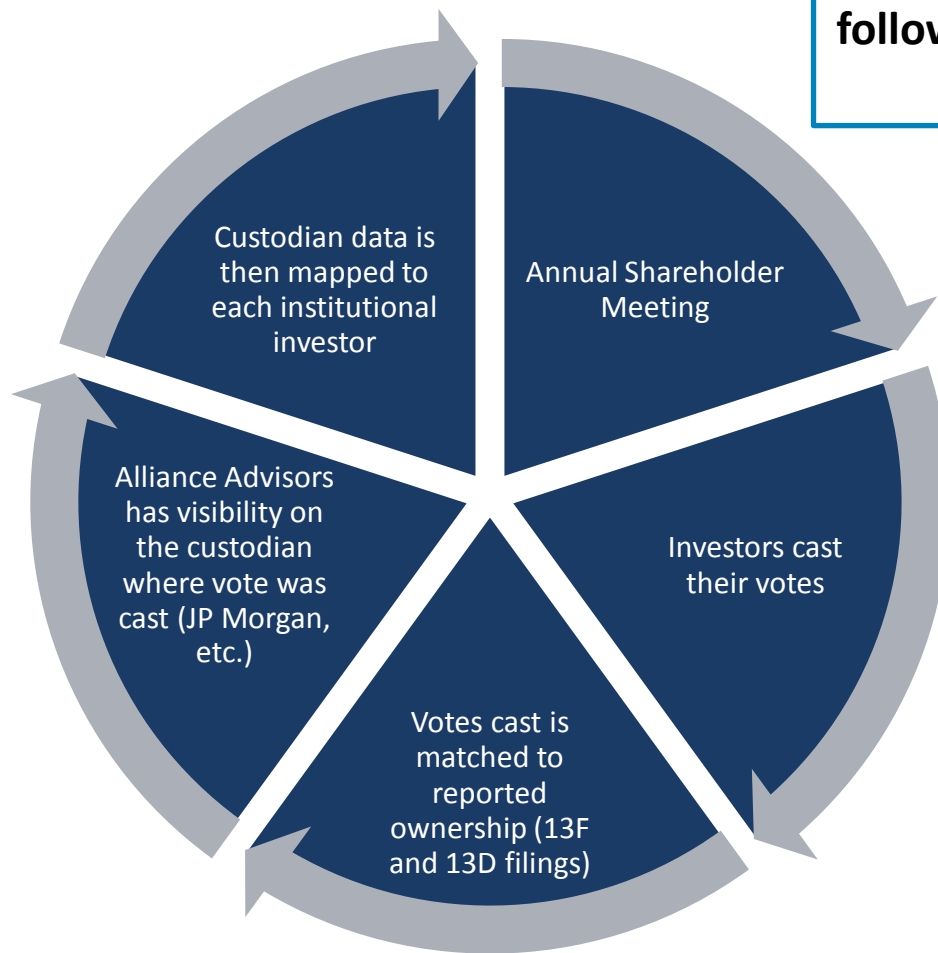 Annual Shareholder
Meeting
Investors cast
their votes
Votes cast is
matched to
reported
ownership (13F
and 13D filings)
Alliance Advisors
has visibility on
the custodian
where vote was
cast (JP Morgan,
etc.)
Custodian data is
then mapped to
each institutional
investor